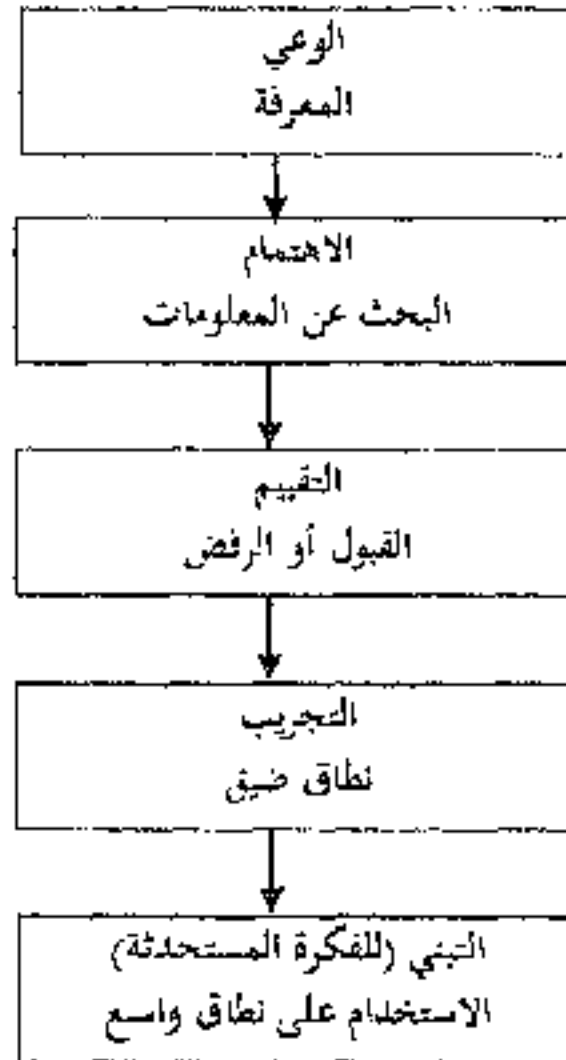 الوعي
المعرفة
الاهتمام
البحث عن المعلومات
التقييم
القبول أو الرفض
التجريب
نطاق ضيق
التبني (للفكرة المستحدثة)
الاستخدام على نطاق واسع